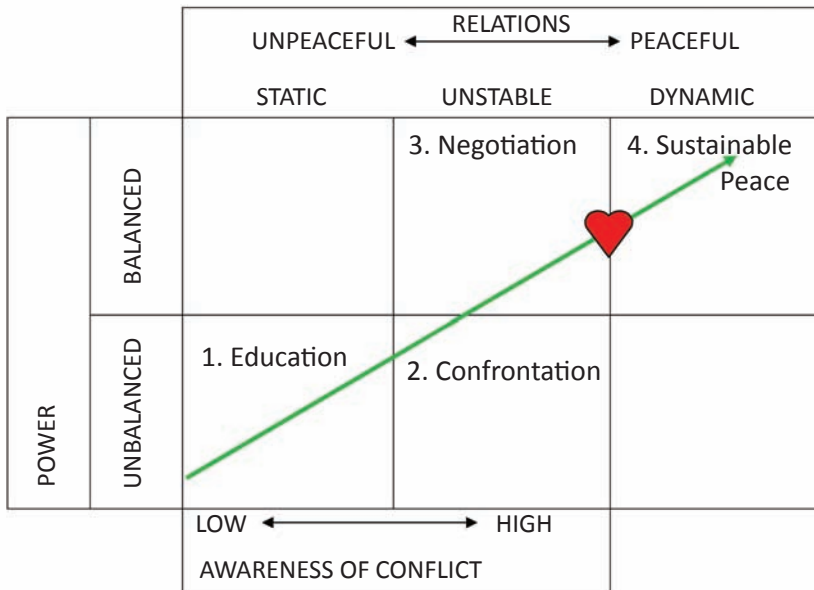 RELATIONS
UNPEACEFUL PEACEFUL
STATIC UNSTABLE DYNAMIC
POWER
BALANCED
3. Negotiation
4. Sustainable
Peace
UNBALANCED
1. Education
2. Confrontation
LOW HIGH
AWARENESS OF CONFLICT